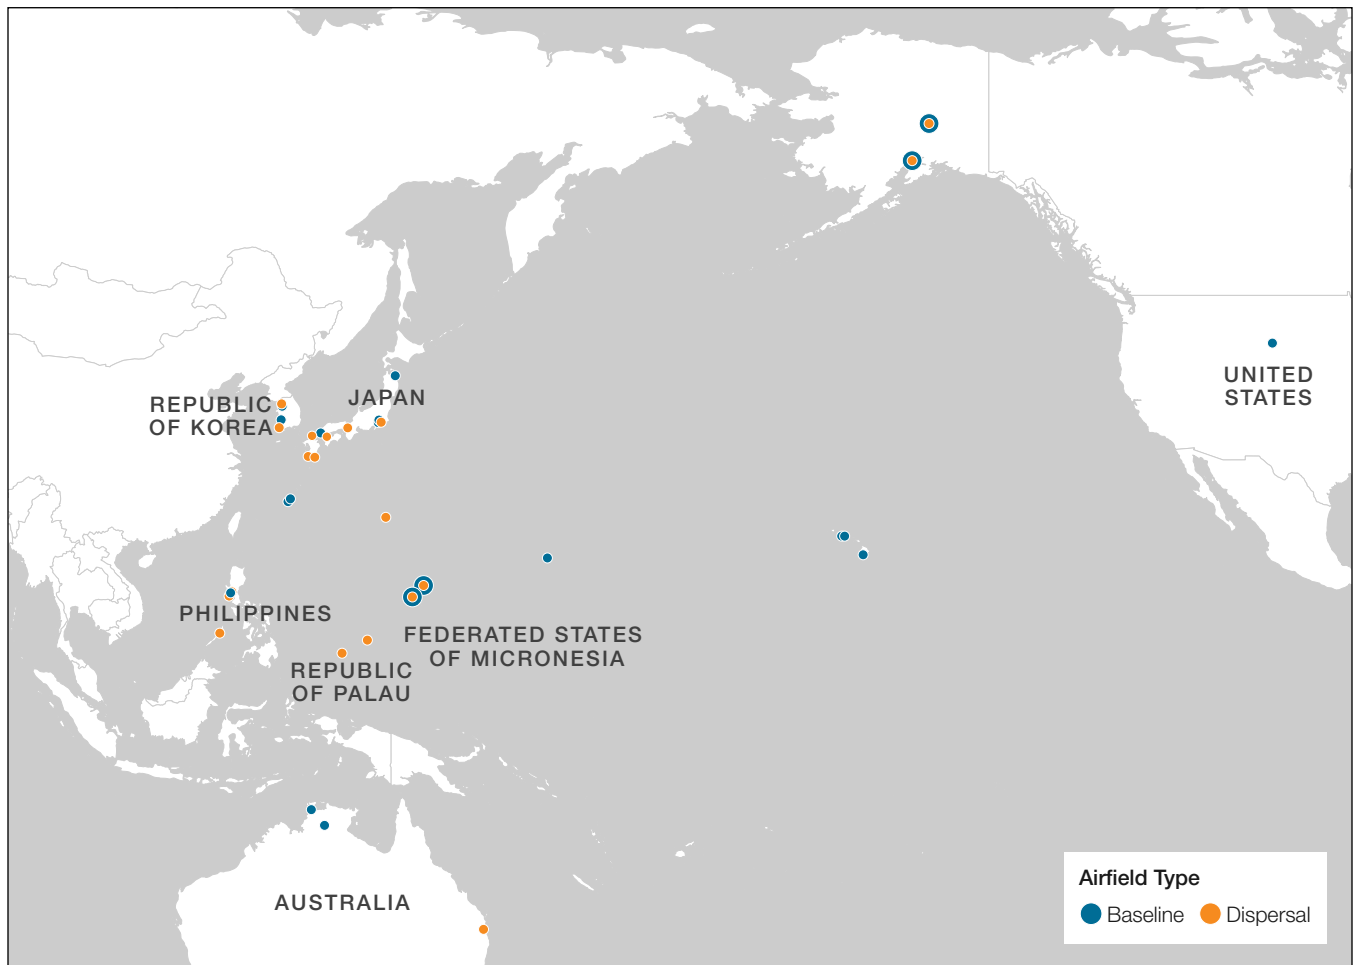 REPUBLIC
OF KOREA
JAPAN
UNITED
STATES
PHILIPPINES
FEDERATED STATES
OF MICRONESIA
REPUBLIC
OF PALAU
AUSTRALIA
Airfield Type
Baseline
Dispersal